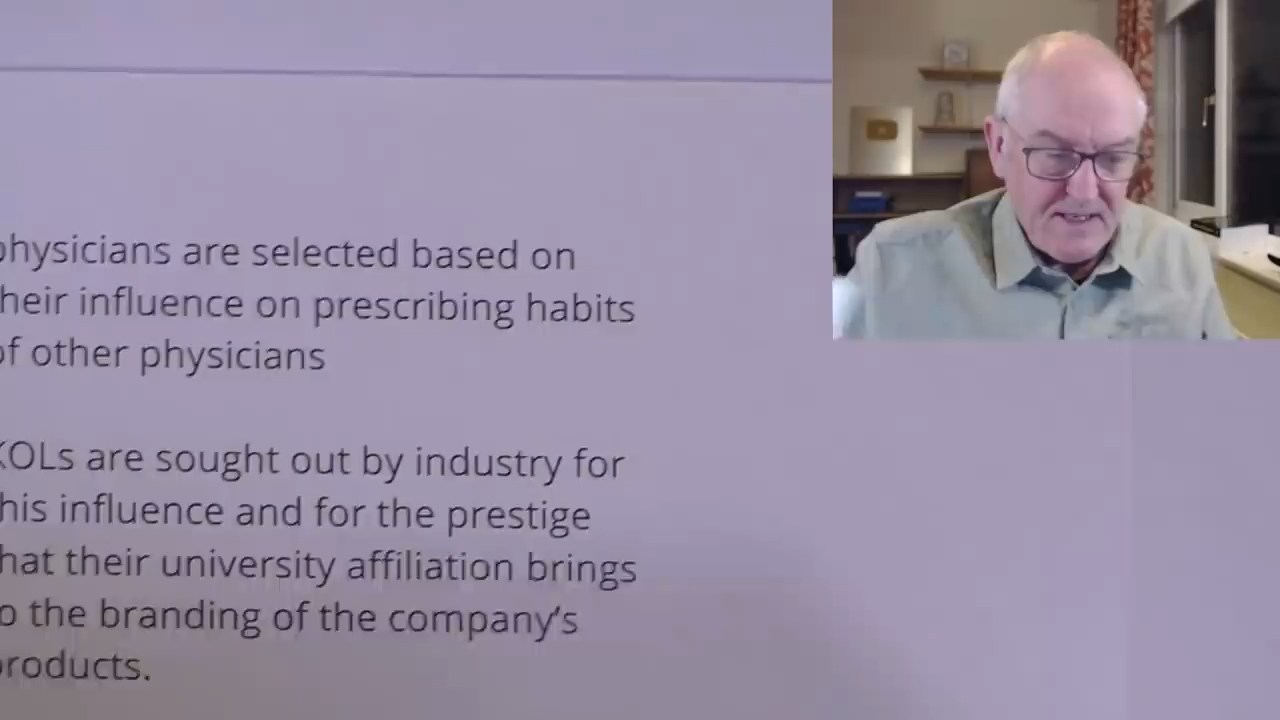 physicians are selected based on
their influence on prescribing habits
of other physicians
KOLs are sought out by industry for
this influence and for the prestige
that their university affiliation brings
to the branding of the company's
products.